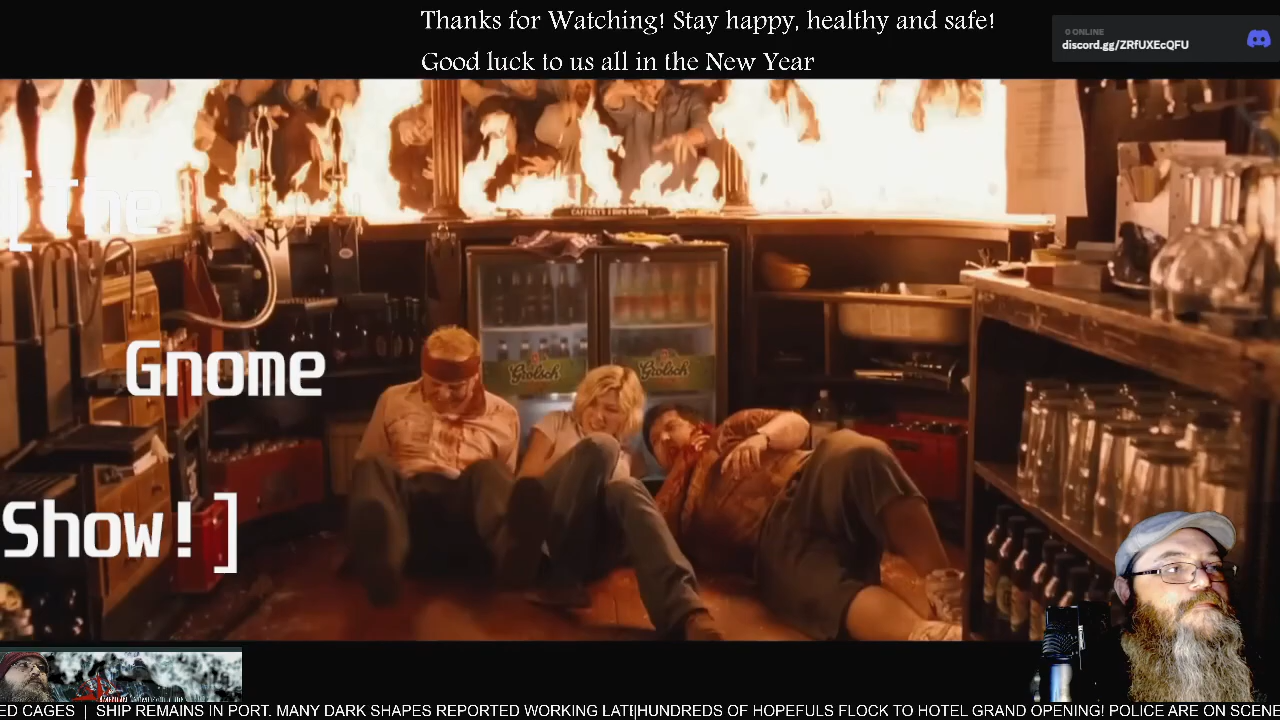 Thanks for Watching! Stay happy, healthy and safe!
Good luck to us all in the New Year
0 ONLINE
discord.gg/ZRfUXEcQFU
[The
Gnome
Show!]
Grolsch
Grolsch
ED CAGES | SHIP REMAINS IN PORT. MANY DARK SHAPES REPORTED WORKING LATE|HUNDREDS OF HOPEFULS FLOCK TO HOTEL GRAND OPENING! POLICE ARE ON SCENE